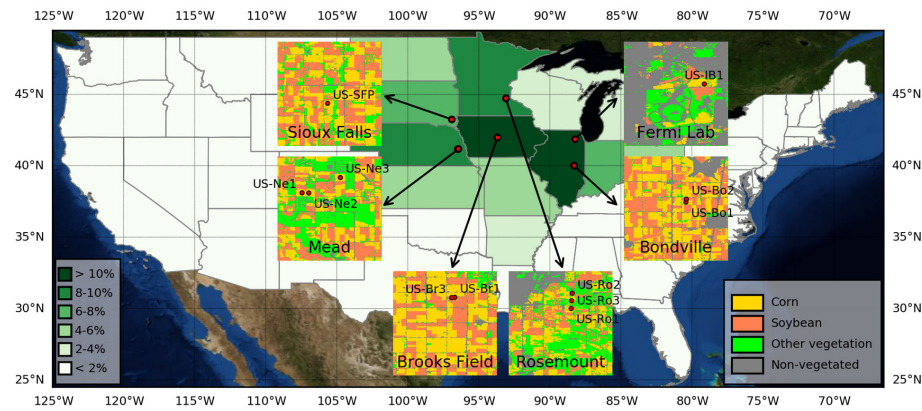 125°W 120°W 115°W 110°W 105°W 100°W 95°W 90°W 85°W 80°W 75°W 70°W
45°N
40°N
35°N
30°N
25°N
45°N
40°N
35°N
30°N
25°N
125°W 120°W 115°W 110°W 105°W 100°W 95°W 90°W 85°W 80°W 75°W 70°W
US-SFP
Sioux Falls
US-IB1
Fermi Lab
US-Ne3
US-Ne1
US-Ne2
Mead
US-Bo2
US-Bo1
Bondville
US-Br3 US-Br1
Brooks Field
US-Ro2
US-Ro3
US-Ro1
Rosemount
> 10%
8-10%
6-8%
4-6%
2-4%
< 2%
Corn
Soybean
Other vegetation
Non-vegetated